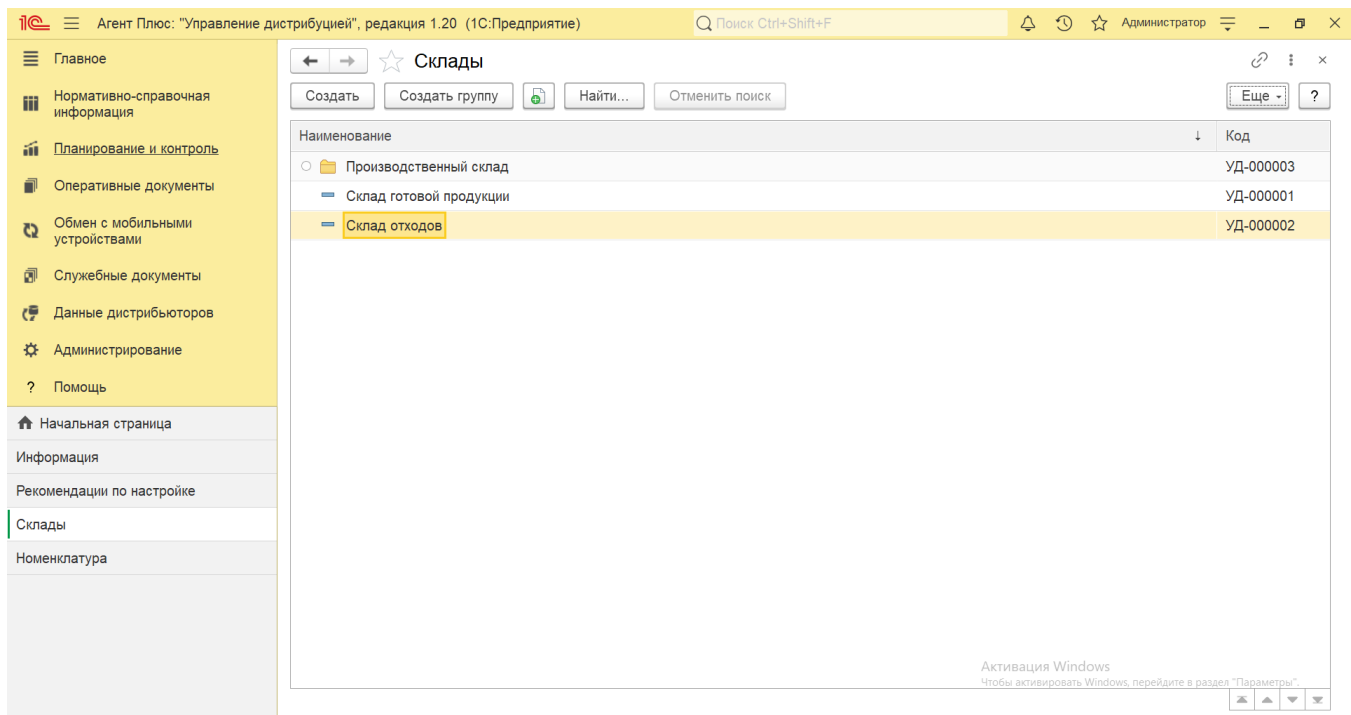 Агент Плюс: "Управление дистрибуцией", редакция 1.20 (1С:Предприятие)
Поиск Ctrl+Shift+F
Администратор
Главное
Нормативно-справочная
информация
Планирование и контроль
Оперативные документы
Обмен с мобильными
устройствами
Служебные документы
Данные дистрибьюторов
Администрирование
? Помощь
Начальная страница
Информация
Рекомендации по настройке
Склады
Номенклатура
Склады
Создать Создать группу Найти... Отменить поиск Еще ?
Наименование ↓ Код
Производственный склад УД-000003
Склад готовой продукции УД-000001
Склад отходов УД-000002
Активация Windows
Чтобы активировать Windows, перейдите в раздел "Параметры".